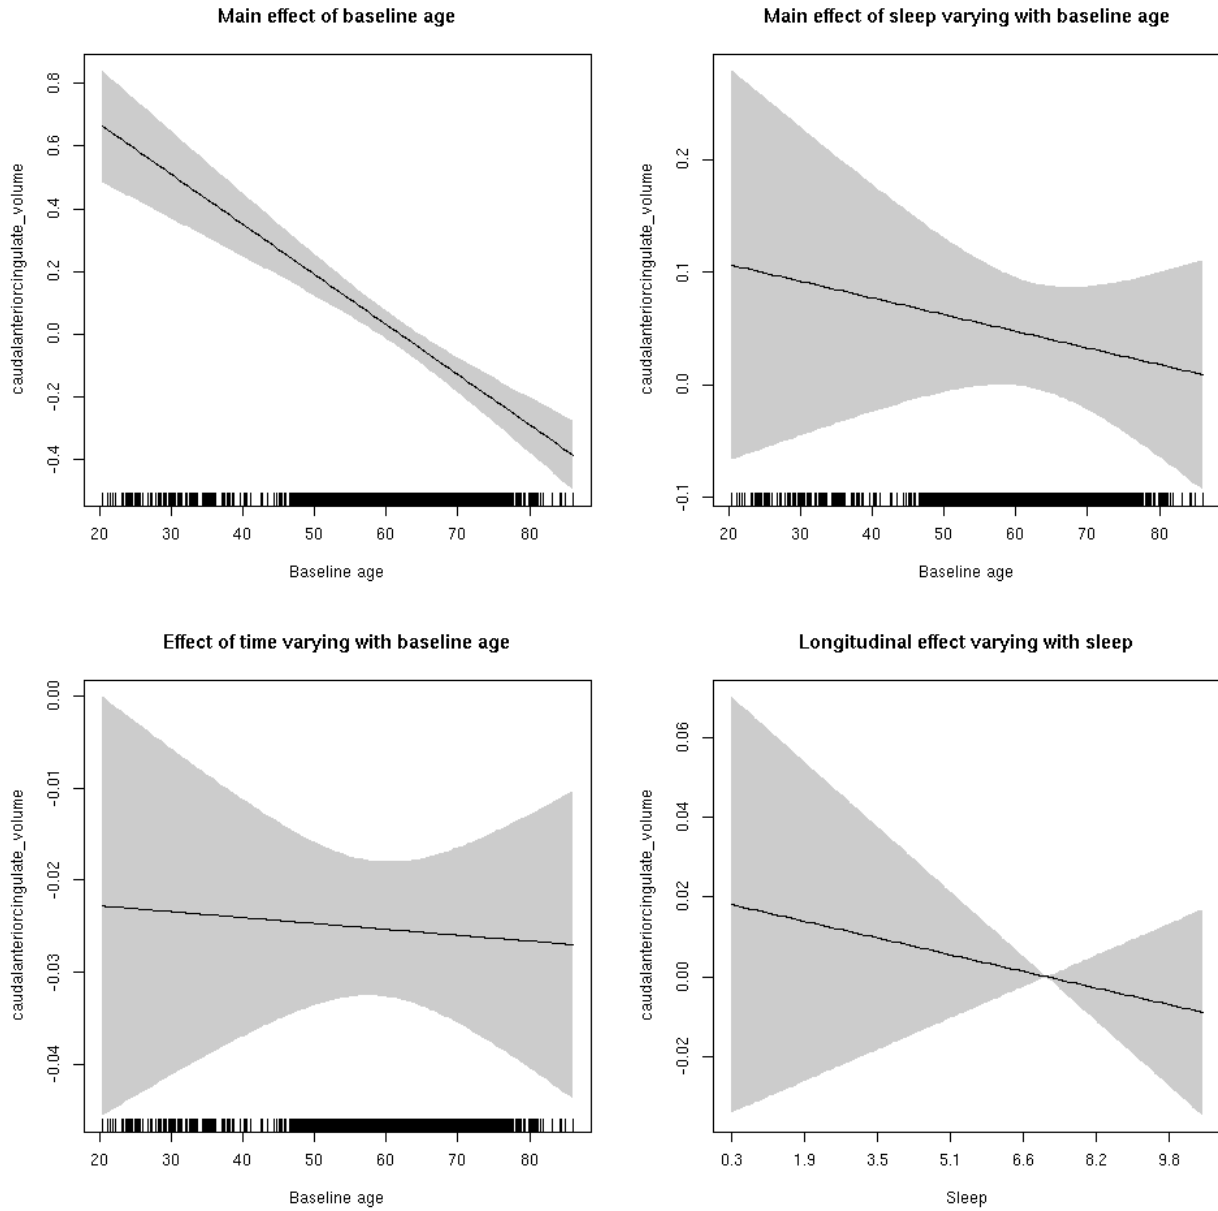 Main effect of baseline age
caudalanteriorcingulate_volume
0.8
0.6
0.4
0.2
0.0
-0.2
-0.4
20 30 40 50 60 70 80
Baseline age
Main effect of sleep varying with baseline age
caudalanteriorcingulate_volume
0.2
0.1
0.0
-0.1
20 30 40 50 60 70 80
Baseline age
Effect of time varying with baseline age
caudalanteriorcingulate_volume
0.00
-0.01
-0.02
-0.03
-0.04
20 30 40 50 60 70 80
Baseline age
Longitudinal effect varying with sleep
caudalanteriorcingulate_volume
0.06
0.04
0.02
0.00
-0.02
0.3 1.9 3.5 5.1 6.6 8.2 9.8
Sleep